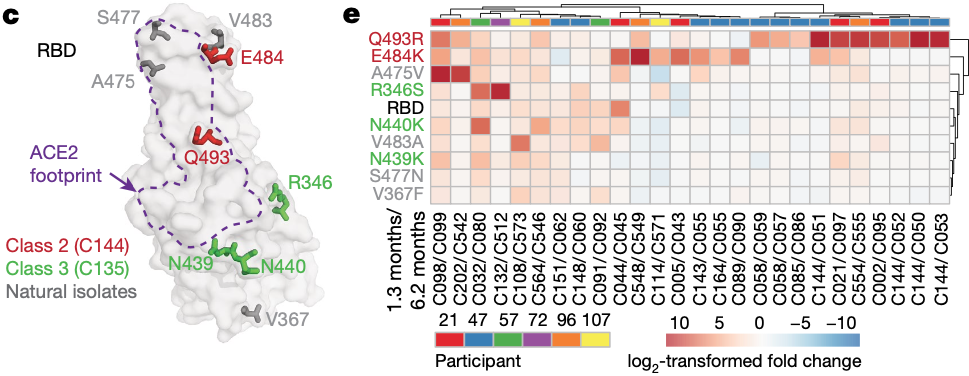 c
S477
V483
RBD
E484
A475
ACE2
footprint
Q493
R346
Class 2 (C144)
Class 3 (C135)
Natural isolates
N439
N440
V367
e
Q493R
E484K
A475V
R346S
RBD
N440K
V483A
N439K
S477N
V367F
1.3 months/
6.2 months
C098/ C099
C202/ C542
C032/ C080
C132/ C512
C108/ C573
C564/ C546
C151/ C062
C148/ C060
C091/ C092
C044/ C045
C548/ C549
C114/ C571
C005/ C043
C143/ C055
C164/ C055
C089/ C090
C058/ C059
C058/ C057
C085/ C086
C144/ C051
C021/ C097
C554/ C555
C002/ C095
C144/ C052
C144/ C050
C144/ C053
21 47 57 72 96 107
Participant
10 5 0 −5 −10
log2-transformed fold change